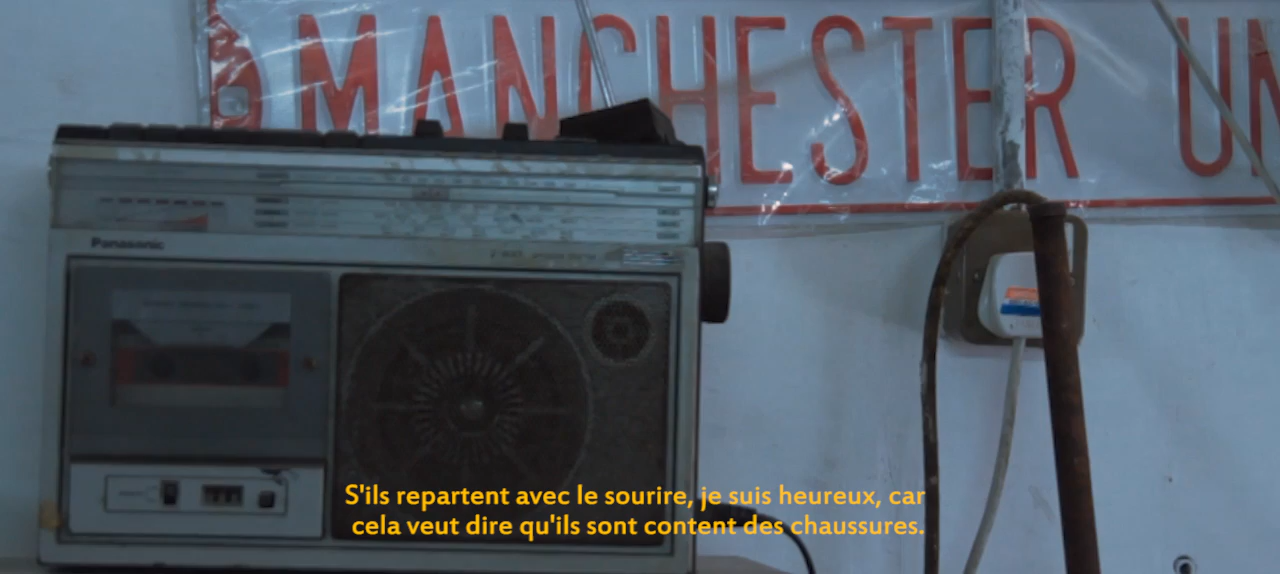 MANCHESTER UN
Panasonic
S'ils repartent avec le sourire, je suis heureux, car
cela veut dire qu'ils sont content des chaussures.